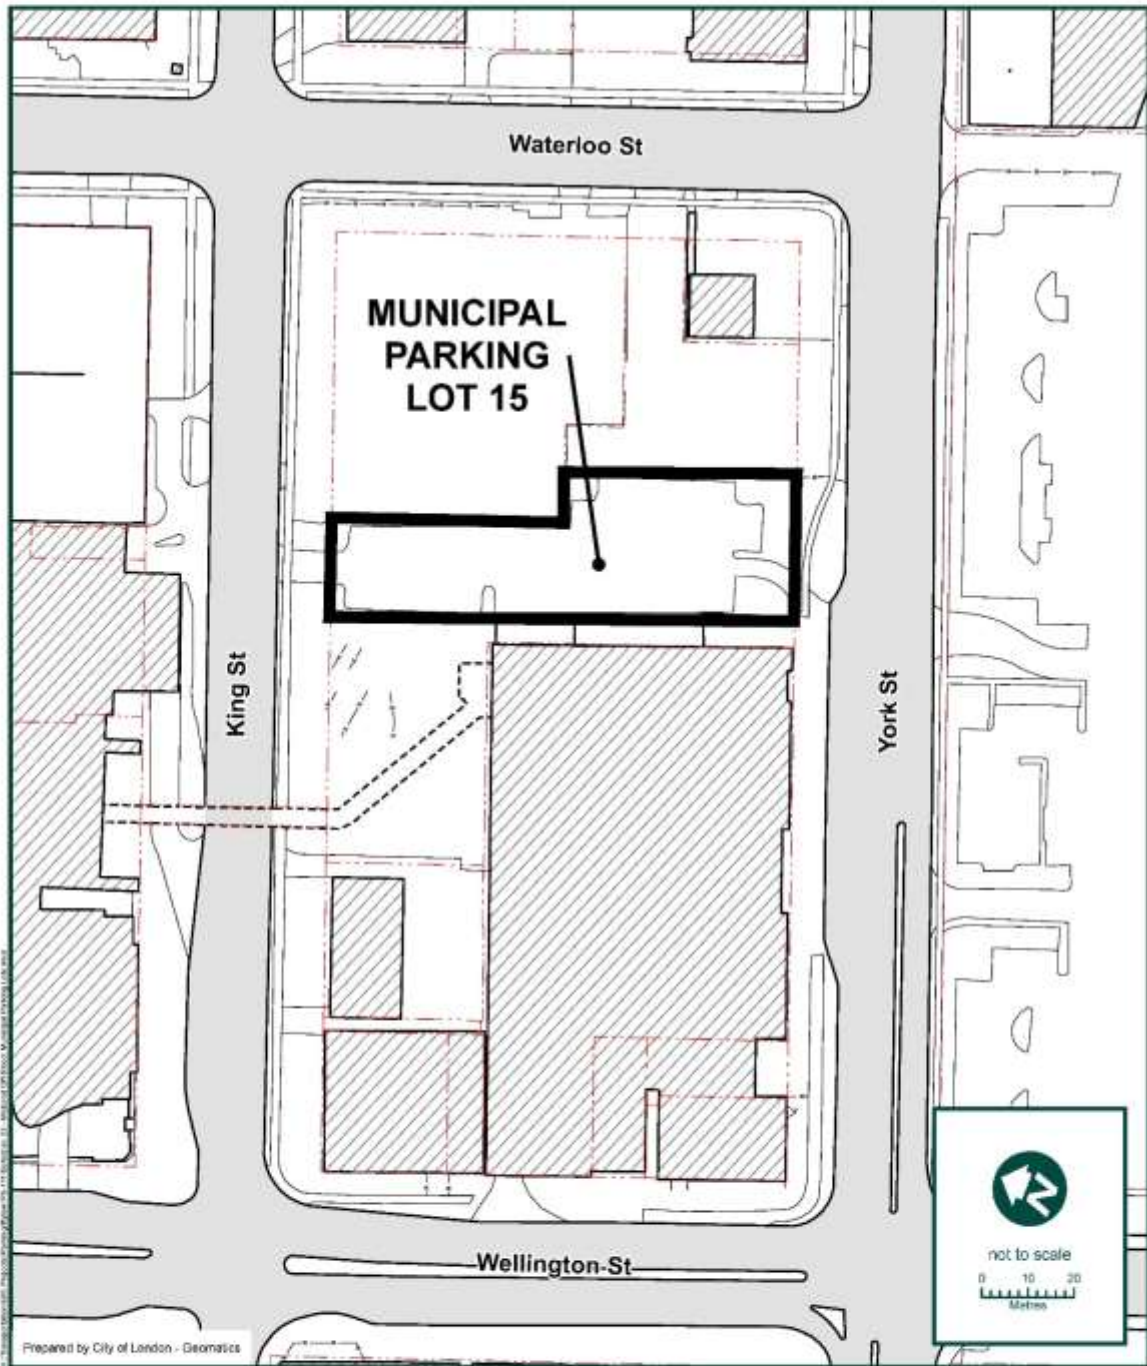 Waterloo St
MUNICIPAL
PARKING
LOT 15
King St
York St
Wellington St
N
not to scale
0 10 20
Metres
Prepared by City of London - Geomatics